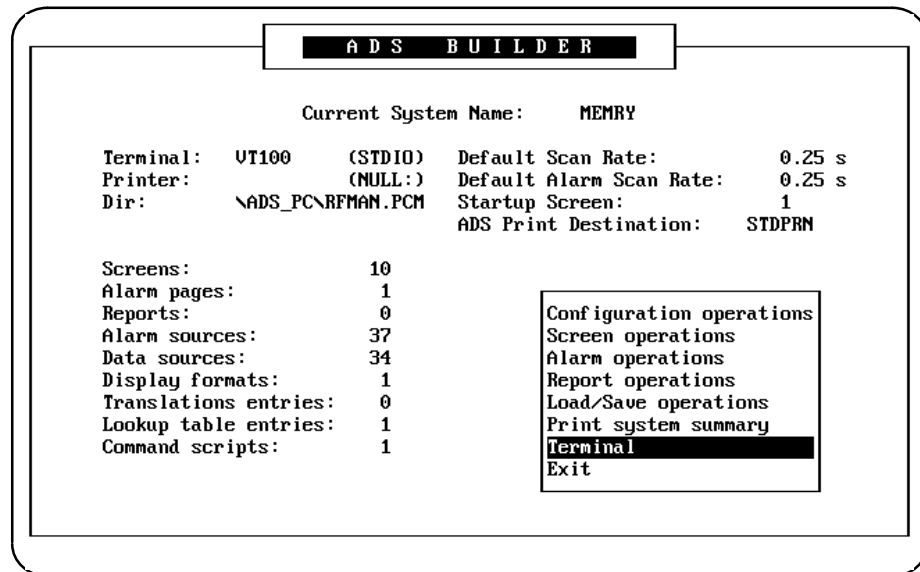 ADS BUILDER
Current System Name: MEMRY
Terminal: VT100 (STDIO) Default Scan Rate: 0.25 s
Printer: (NULL:) Default Alarm Scan Rate: 0.25 s
Dir: \ADS_PC\RFMAN.PCM Startup Screen: 1
ADS Print Destination: STDPRN
Screens: 10
Alarm pages: 1
Reports: 0
Alarm sources: 37
Data sources: 34
Display formats: 1
Translations entries: 0
Lookup table entries: 1
Command scripts: 1
Configuration operations
Screen operations
Alarm operations
Report operations
Load/Save operations
Print system summary
Terminal
Exit